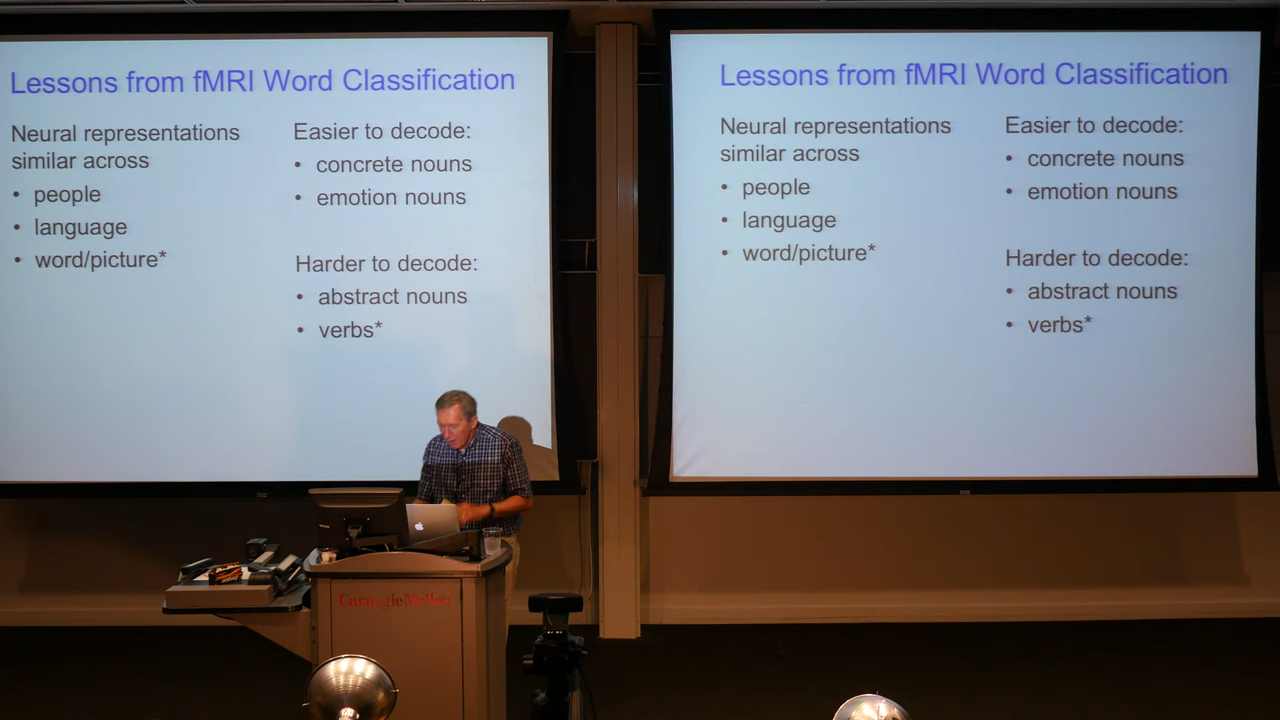 Lessons from fMRI Word Classification
Neural representations
similar across
• people
• language
• word/picture*
Easier to decode:
• concrete nouns
• emotion nouns
Harder to decode:
• abstract nouns
• verbs*
Lessons from fMRI Word Classification
Neural representations
similar across
• people
• language
• word/picture*
Easier to decode:
• concrete nouns
• emotion nouns
Harder to decode:
• abstract nouns
• verbs*
Carnegie Mellon